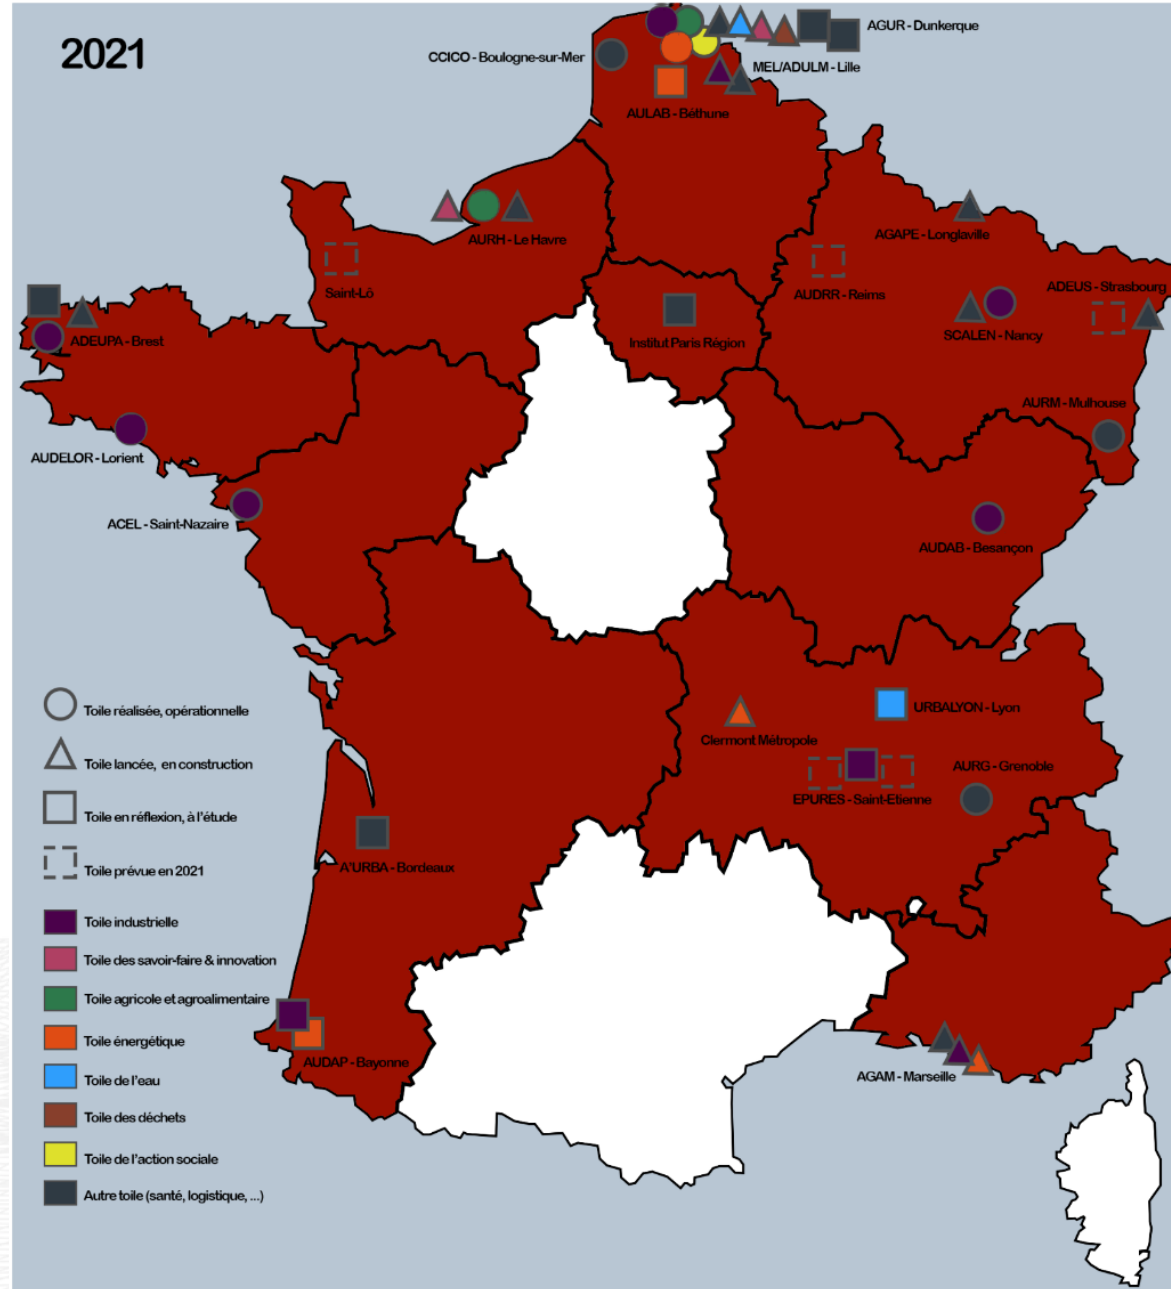 2021
AGUR - Dunkerque
CCICO - Boulogne-sur-Mer
MEL/ADULM - Lille
AULAB - Béthune
AURH - Le Havre
AGAPE - Longlaville
Saint-Lô
AUDRR - Reims
ADEUS - Strasbourg
ADEUPA - Brest
Institut Paris Région
SCALEN - Nancy
AURM - Mulhouse
AUDELOR - Lorient
ACEL - Saint-Nazaire
AUDAB - Besançon
URBALYON - Lyon
Clermont Métropole
AURG - Grenoble
EPURES - Saint-Etienne
A'URBA - Bordeaux
AUDAP - Bayonne
AGAM - Marseille
Toile réalisée, opérationnelle
Toile lancée, en construction
Toile en réflexion, à l'étude
Toile prévue en 2021
Toile industrielle
Toile des savoir-faire & innovation
Toile agricole et agroalimentaire
Toile énergétique
Toile de l'eau
Toile des déchets
Toile de l'action sociale
Autre toile (santé, logistique, ...)